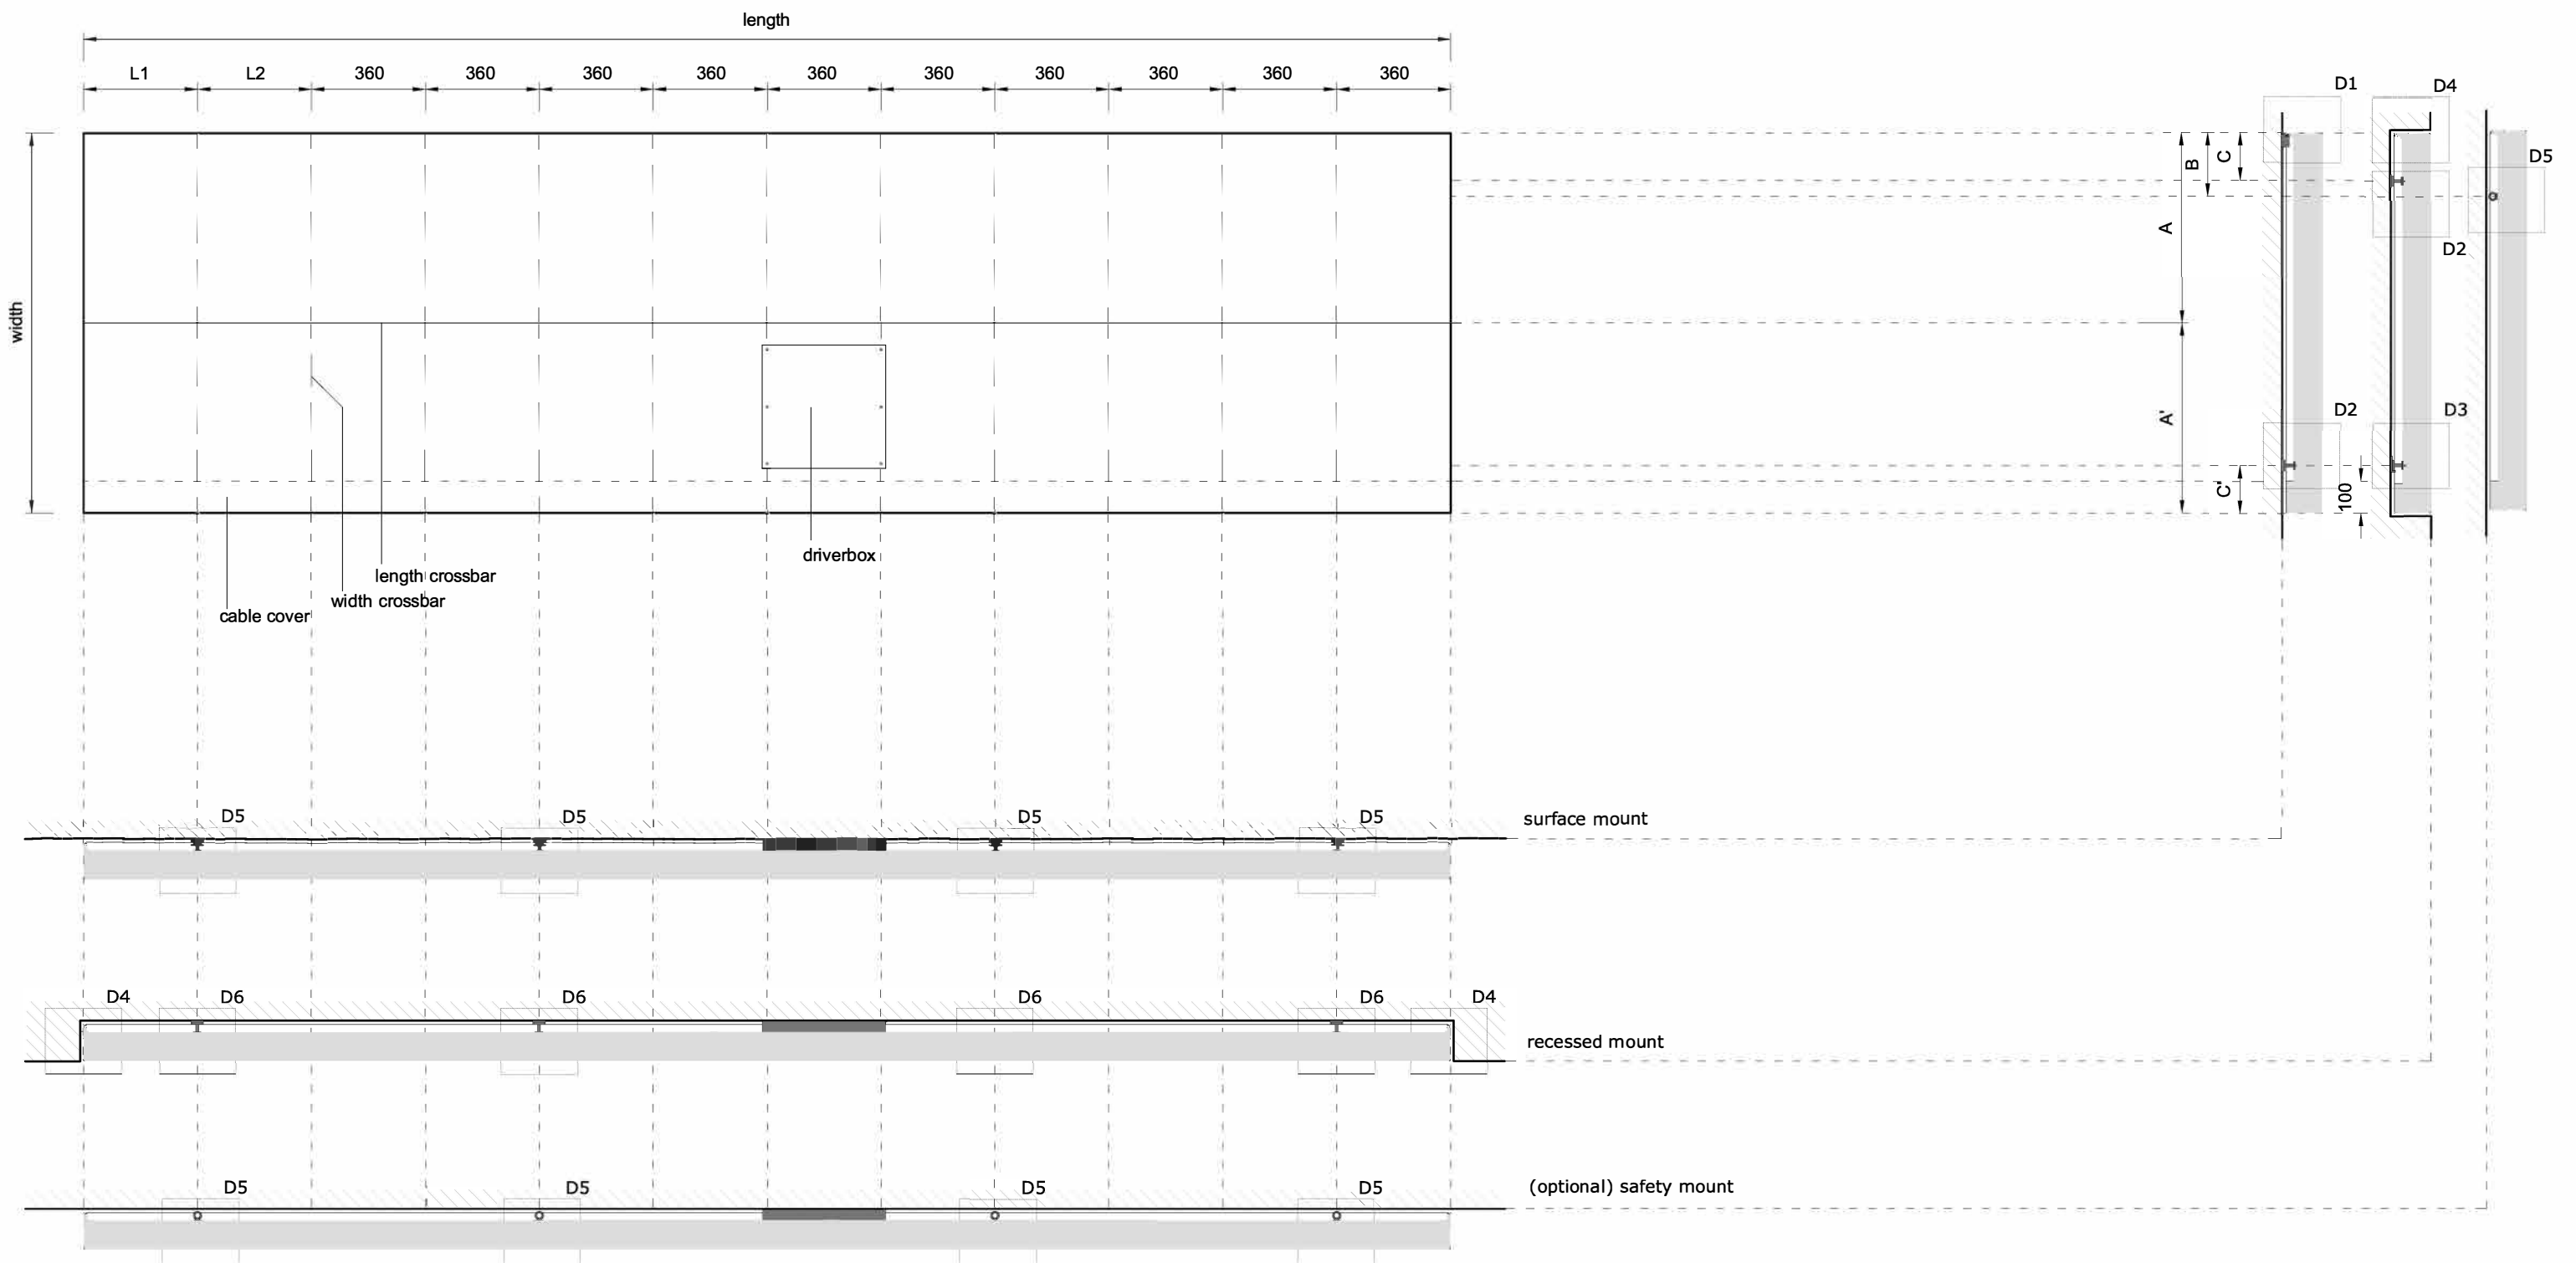 length
L1 L2 360 360 360 360 360 360 360 360 360 360
width
A
B
C
A'
C'
100
D1
D4
D5
D2
D2
D3
driverbox
length crossbar
width crossbar
cable cover
D5 D5 D5 D5
surface mount
D4 D6 D6 D6 D6 D4
recessed mount
D5 D5 D5 D5
(optional) safety mount